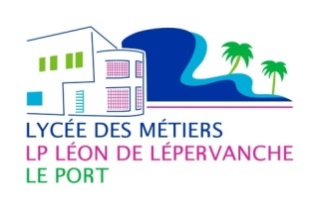 LYCÉE DES MÉTIERS
LP LÉON DE LÉPERVANCHE
LE PORT